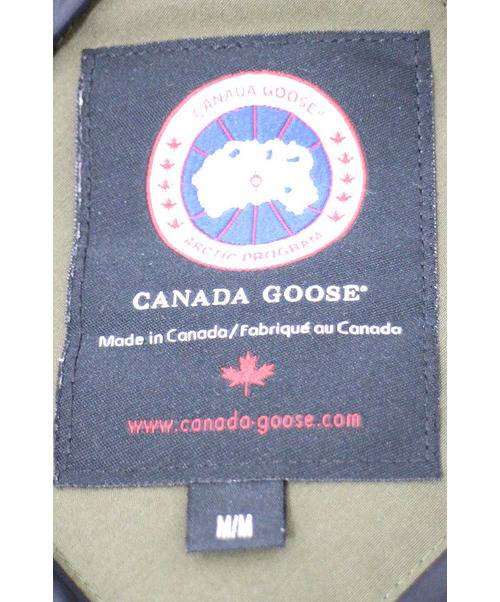 CANADA GOOSE®
ARCTIC PROGRAM
CANADA GOOSE®
Made in Canada/Fabriqué au Canada
www.canada-goose.com
M/M